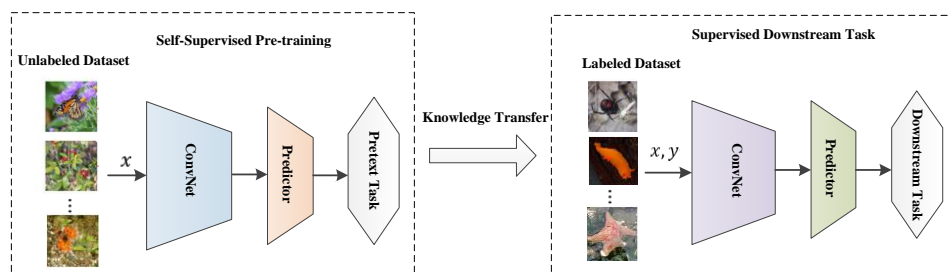 Self-Supervised Pre-training
Unlabeled Dataset
x
ConvNet
Predictor
Pretext Task
Knowledge Transfer
Supervised Downstream Task
Labeled Dataset
x, y
ConvNet
Predictor
Downstream Task